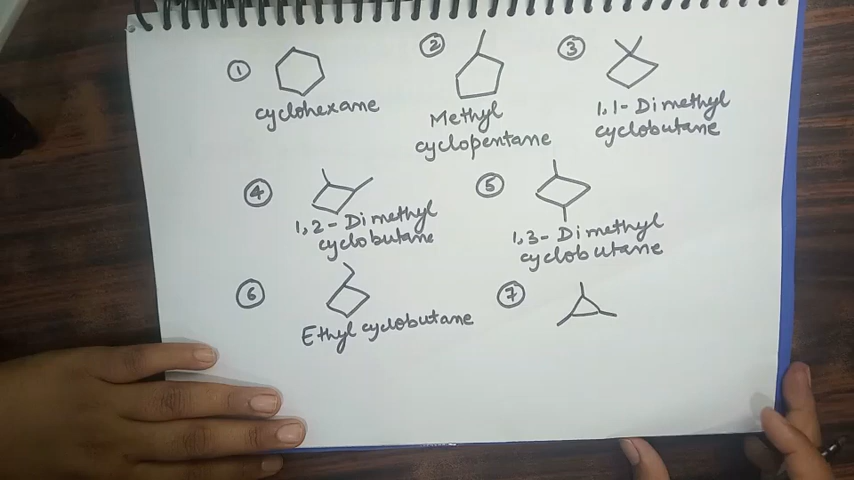 1
cyclohexane
2
Methyl
cyclopentane
3
1,1-Dimethyl
cyclobutane
4
1,2-Dimethyl
cyclobutane
5
1,3-Dimethyl
cyclobutane
6
Ethyl cyclobutane
7